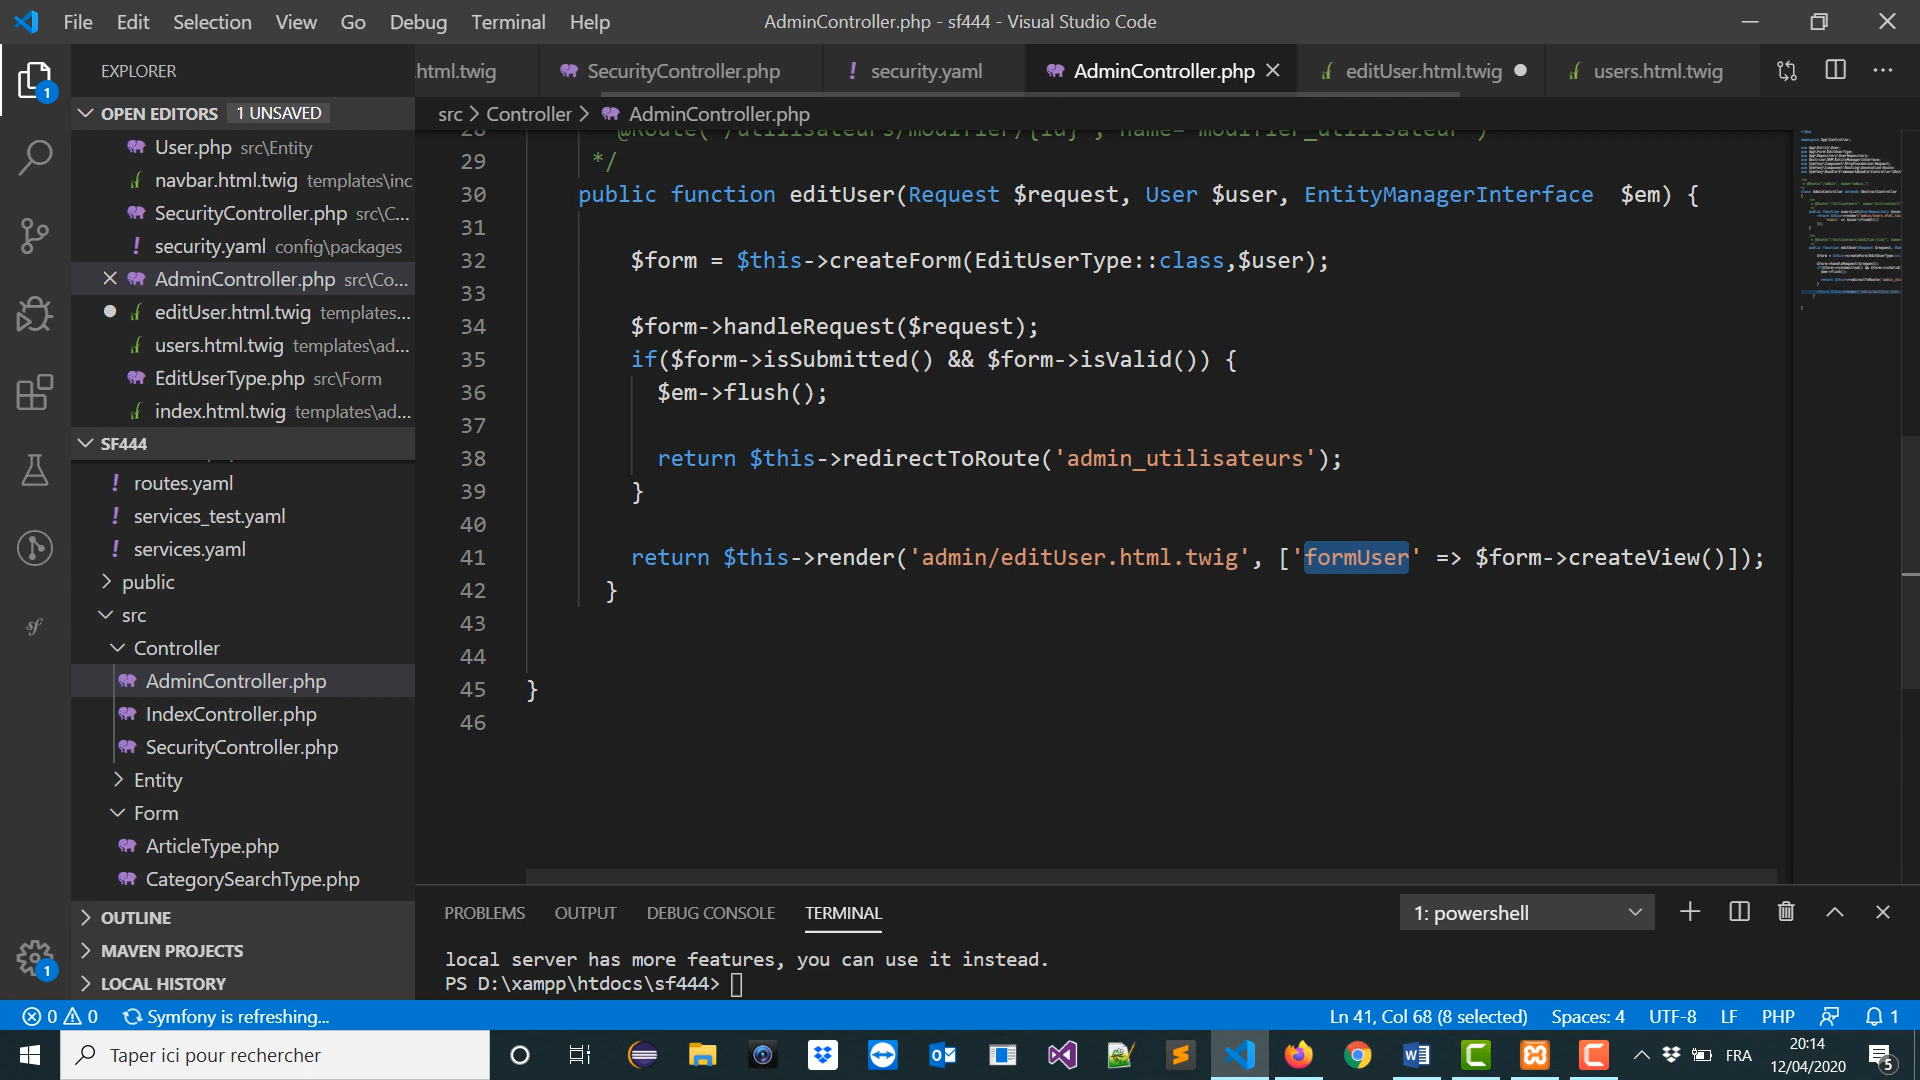 File Edit Selection View Go Debug Terminal Help
AdminController.php - sf444 - Visual Studio Code
EXPLORER
html.twig
SecurityController.php
! security.yaml
AdminController.php
editUser.html.twig
users.html.twig
OPEN EDITORS 1 UNSAVED
src > Controller > AdminController.php
User.php src\Entity
navbar.html.twig templates\inc
SecurityController.php src\C...
! security.yaml config\packages
AdminController.php src\Co...
editUser.html.twig templates...
users.html.twig templates\ad...
EditUserType.php src\Form
index.html.twig templates\ad...
SF444
! routes.yaml
! services_test.yaml
! services.yaml
public
src
Controller
AdminController.php
IndexController.php
SecurityController.php
Entity
Form
ArticleType.php
CategorySearchType.php
OUTLINE
MAVEN PROJECTS
LOCAL HISTORY
28 @Route("/utilisateurs/modifier/{id}", name="modifier_utilisateur")
29 */
30 public function editUser(Request $request, User $user, EntityManagerInterface $em) {
31
32 $form = $this->createForm(EditUserType::class,$user);
33
34 $form->handleRequest($request);
35 if($form->isSubmitted() && $form->isValid()) {
36 $em->flush();
37
38 return $this->redirectToRoute('admin_utilisateurs');
39 }
40
41 return $this->render('admin/editUser.html.twig', ['formUser' => $form->createView()]);
42 }
43
44
45 }
46
PROBLEMS OUTPUT DEBUG CONSOLE TERMINAL
1: powershell
local server has more features, you can use it instead.
PS D:\xampp\htdocs\sf444>
0 0 Symfony is refreshing...
Ln 41, Col 68 (8 selected) Spaces: 4 UTF-8 LF PHP 1
Taper ici pour rechercher
FRA
20:14
12/04/2020
5